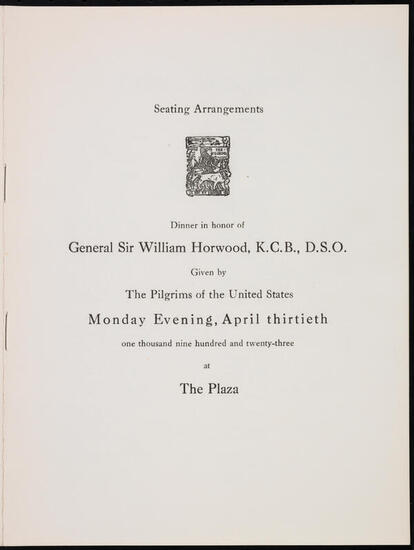 Seating Arrangements
Dinner in honor of
General Sir William Horwood, K.C.B., D.S.O.
Given by
The Pilgrims of the United States
Monday Evening, April thirtieth
one thousand nine hundred and twenty-three
at
The Plaza